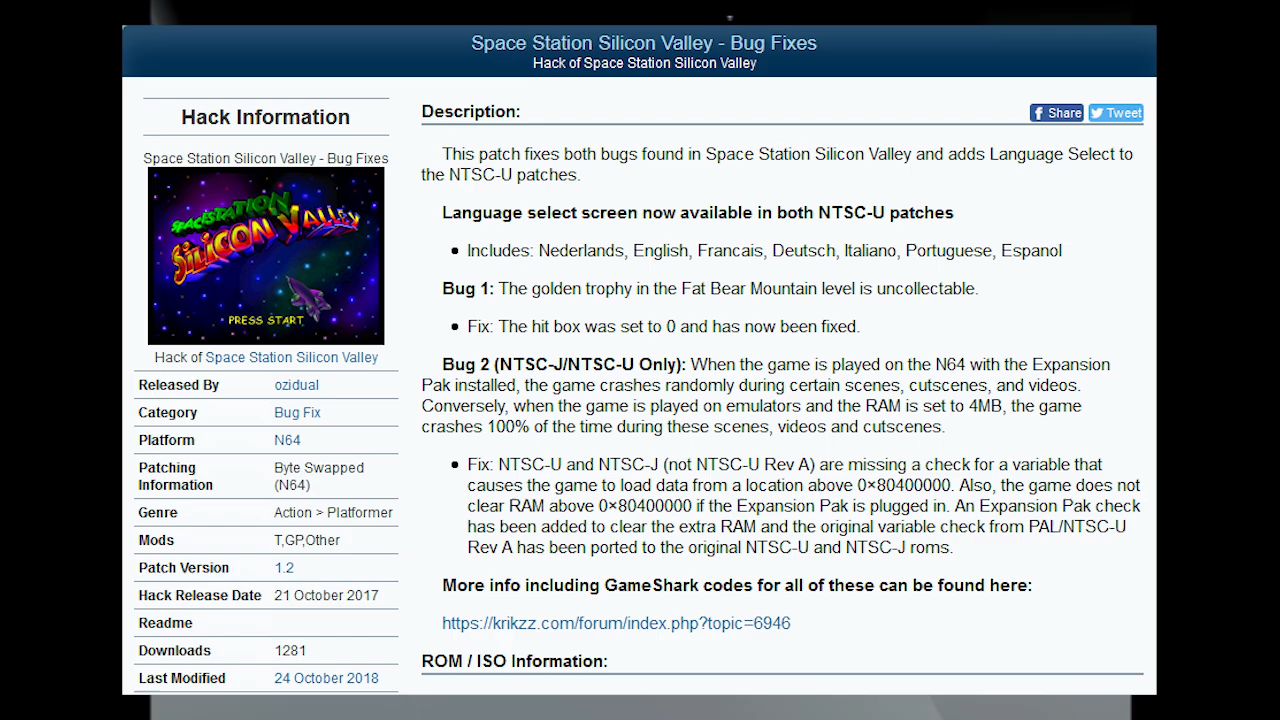 Space Station Silicon Valley - Bug Fixes
Hack of Space Station Silicon Valley
Hack Information
Space Station Silicon Valley - Bug Fixes
SPACE STATION
SILICON VALLEY
PRESS START
Hack of Space Station Silicon Valley
Released By ozidual
Category Bug Fix
Platform N64
Patching Information Byte Swapped (N64)
Genre Action > Platformer
Mods T,GP,Other
Patch Version 1.2
Hack Release Date 21 October 2017
Readme
Downloads 1281
Last Modified 24 October 2018
Description:
Share Tweet
This patch fixes both bugs found in Space Station Silicon Valley and adds Language Select to
the NTSC-U patches.
Language select screen now available in both NTSC-U patches
• Includes: Nederlands, English, Francais, Deutsch, Italiano, Portuguese, Espanol
Bug 1: The golden trophy in the Fat Bear Mountain level is uncollectable.
• Fix: The hit box was set to 0 and has now been fixed.
Bug 2 (NTSC-J/NTSC-U Only): When the game is played on the N64 with the Expansion
Pak installed, the game crashes randomly during certain scenes, cutscenes, and videos.
Conversely, when the game is played on emulators and the RAM is set to 4MB, the game
crashes 100% of the time during these scenes, videos and cutscenes.
• Fix: NTSC-U and NTSC-J (not NTSC-U Rev A) are missing a check for a variable that
causes the game to load data from a location above 0×80400000. Also, the game does not
clear RAM above 0×80400000 if the Expansion Pak is plugged in. An Expansion Pak check
has been added to clear the extra RAM and the original variable check from PAL/NTSC-U
Rev A has been ported to the original NTSC-U and NTSC-J roms.
More info including GameShark codes for all of these can be found here:
https://krikzz.com/forum/index.php?topic=6946
ROM / ISO Information: